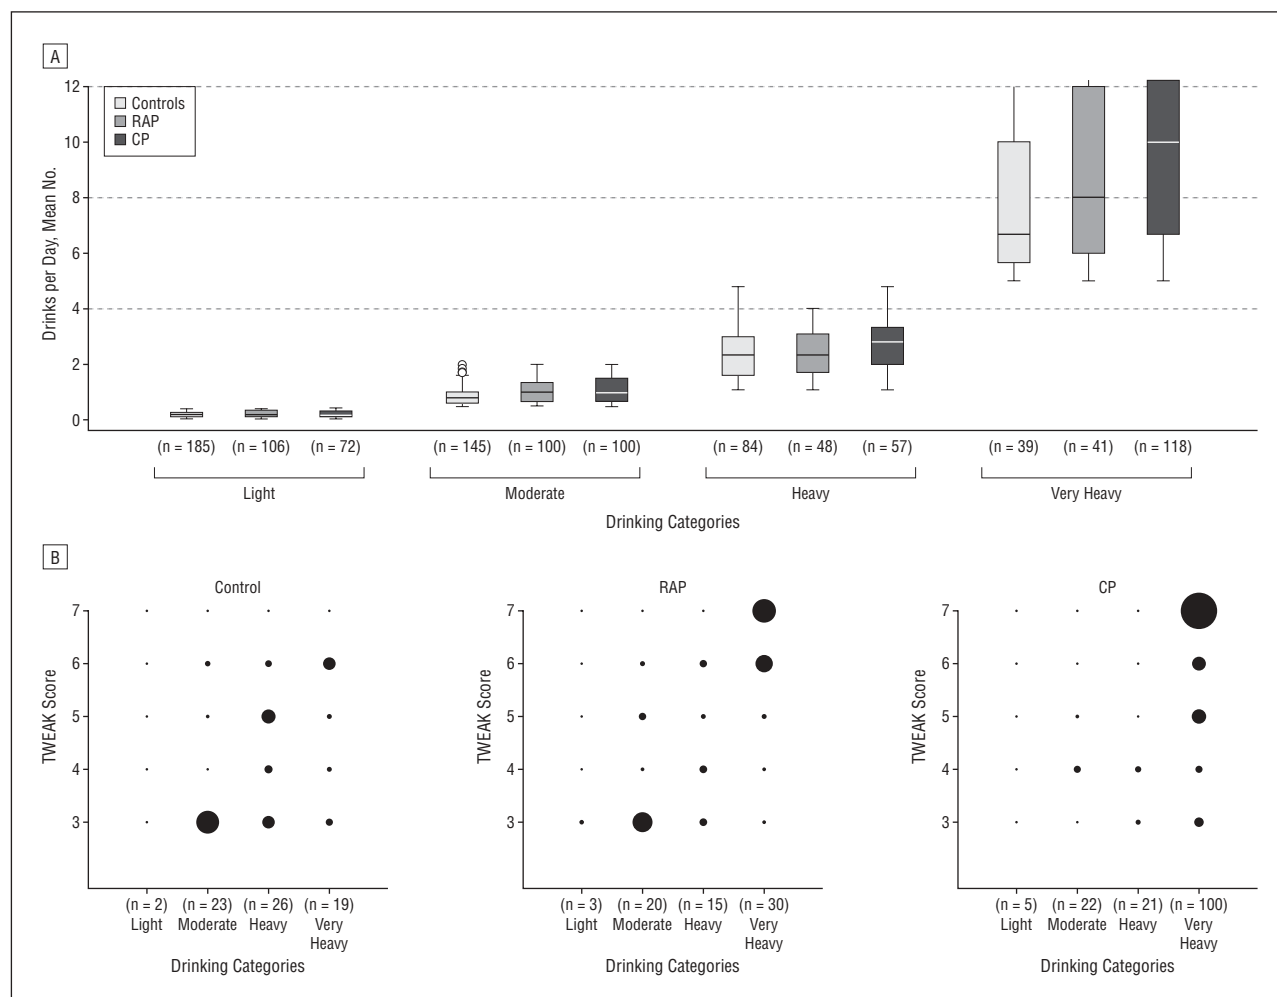 A
12
10
8
6
4
2
0
Drinks per Day, Mean No.
Controls
RAP
CP
(n = 185) (n = 106) (n = 72) (n = 145) (n = 100) (n = 100) (n = 84) (n = 48) (n = 57) (n = 39) (n = 41) (n = 118)
Light Moderate Heavy Very Heavy
Drinking Categories
B
Control
7
6
5
4
3
TWEAK Score
(n = 2) (n = 23) (n = 26) (n = 19)
Light Moderate Heavy Very
Heavy
Drinking Categories
RAP
7
6
5
4
3
TWEAK Score
(n = 3) (n = 20) (n = 15) (n = 30)
Light Moderate Heavy Very
Heavy
Drinking Categories
CP
7
6
5
4
3
TWEAK Score
(n = 5) (n = 22) (n = 21) (n = 100)
Light Moderate Heavy Very
Heavy
Drinking Categories